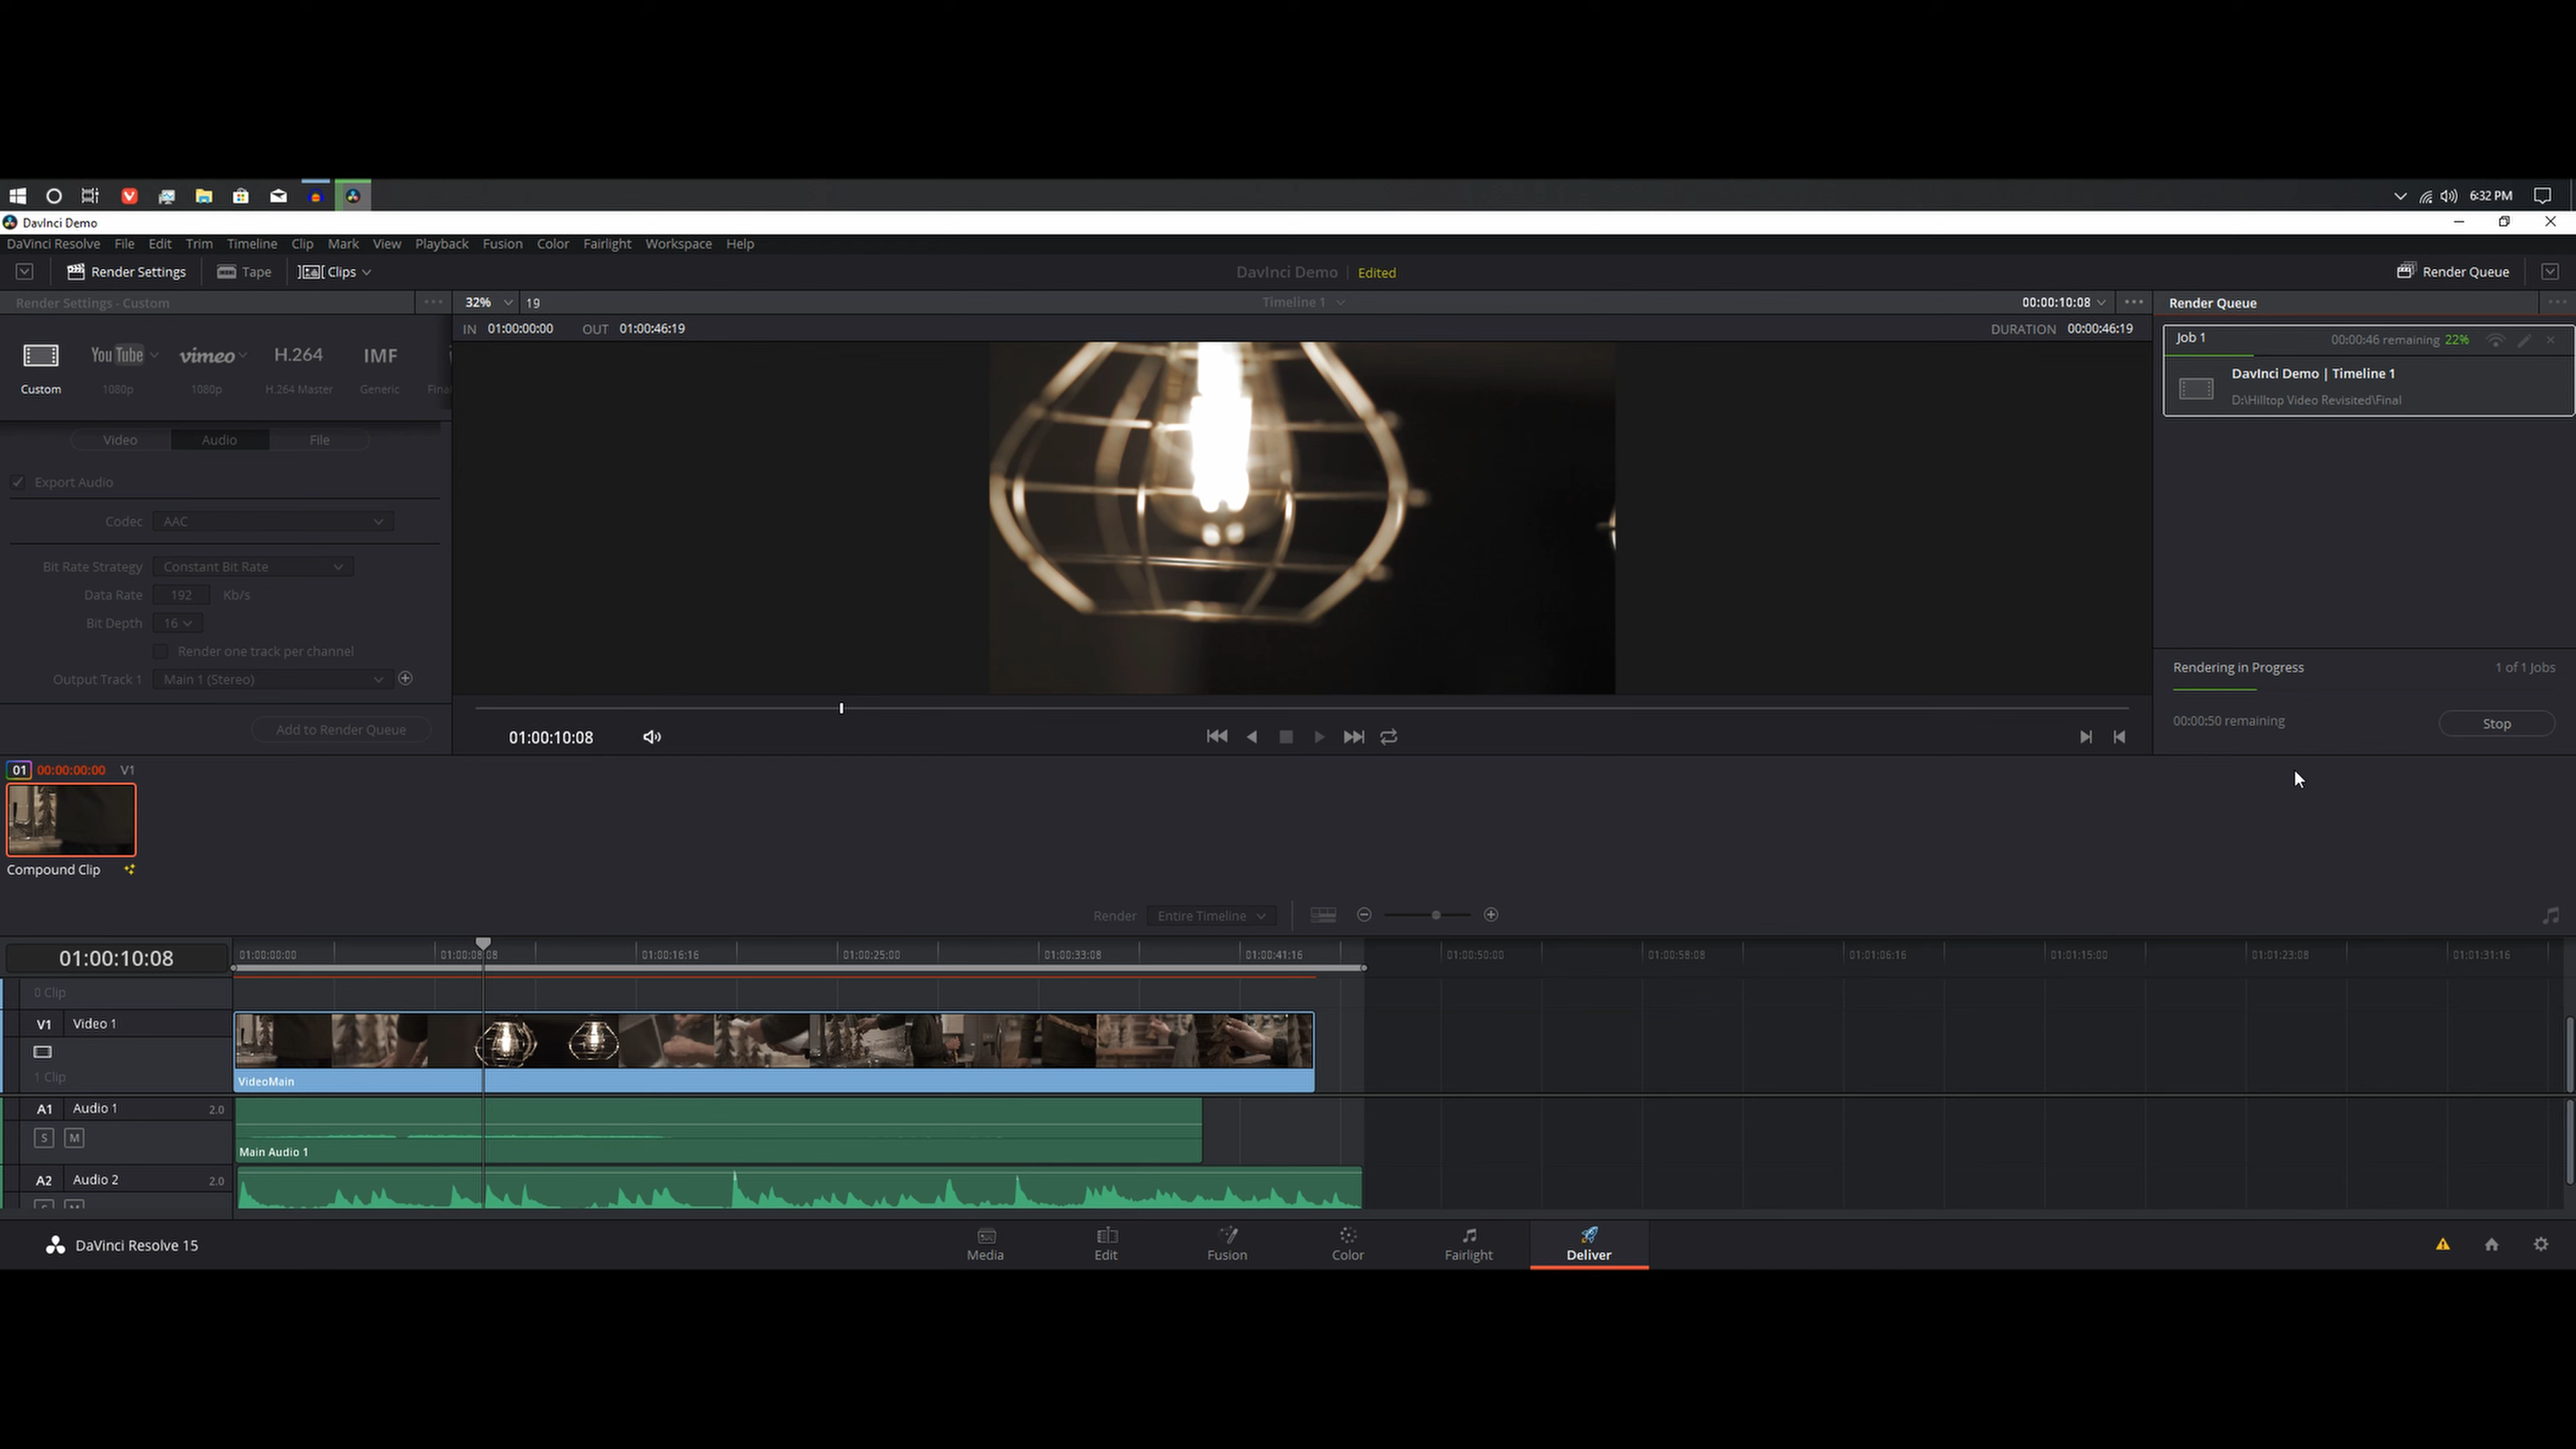 6:32 PM
DavInci Demo
DaVinci Resolve File Edit Trim Timeline Clip Mark View Playback Fusion Color Fairlight Workspace Help
Render Settings Tape Clips DavInci Demo Edited Render Queue
Render Settings - Custom 32% 19 Timeline 1 00:00:10:08 Render Queue
IN 01:00:00:00 OUT 01:00:46:19 DURATION 00:00:46:19
Job 1 00:00:46 remaining 22%
YouTube vimeo H.264 IMF
Custom 1080p 1080p H.264 Master Generic Final
DavInci Demo | Timeline 1
D:\Hilltop Video Revisited\Final
Video Audio File
Export Audio
Codec AAC
Bit Rate Strategy Constant Bit Rate
Data Rate 192 Kb/s
Bit Depth 16
Render one track per channel
Output Track 1 Main 1 (Stereo)
Rendering in Progress 1 of 1 Jobs
00:00:50 remaining Stop
Add to Render Queue 01:00:10:08
01 00:00:00:00 V1
Compound Clip
Render Entire Timeline
01:00:10:08 01:00:00:00 01:00:08:08 01:00:16:16 01:00:25:00 01:00:33:08 01:00:41:16 01:00:50:00 01:00:58:08 01:01:06:16 01:01:15:00 01:01:23:08 01:01:31:16
0 Clip
V1 Video 1
1 Clip
VideoMain
A1 Audio 1 2.0
S M
Main Audio 1
A2 Audio 2 2.0
DaVinci Resolve 15 Media Edit Fusion Color Fairlight Deliver